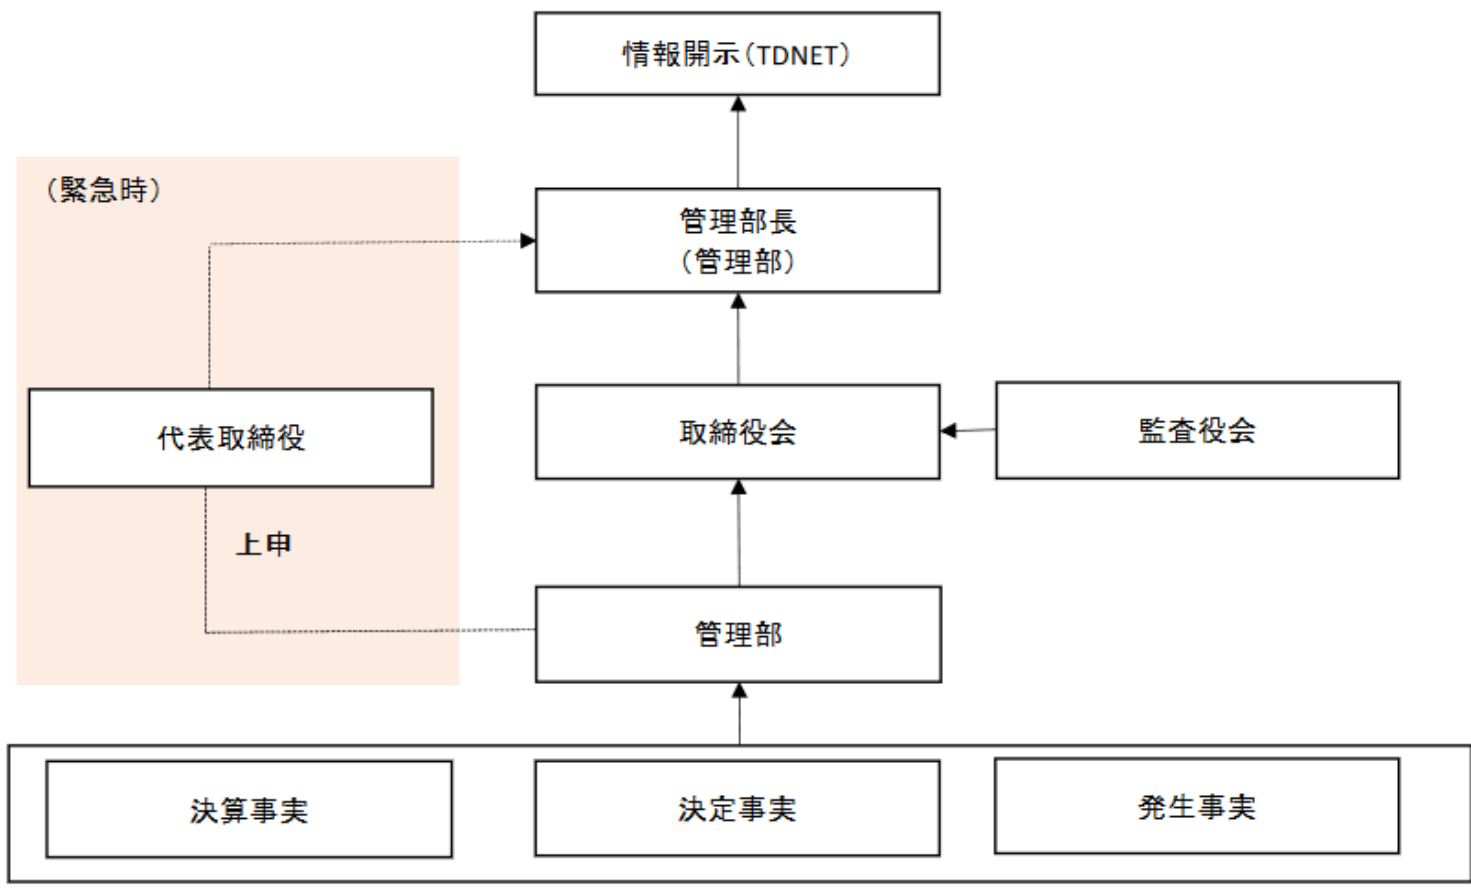 情報開示(TDNET)
(緊急時)
管理部長
(管理部)
代表取締役
取締役会
監査役会
上申
管理部
決算事実
決定事実
発生事実